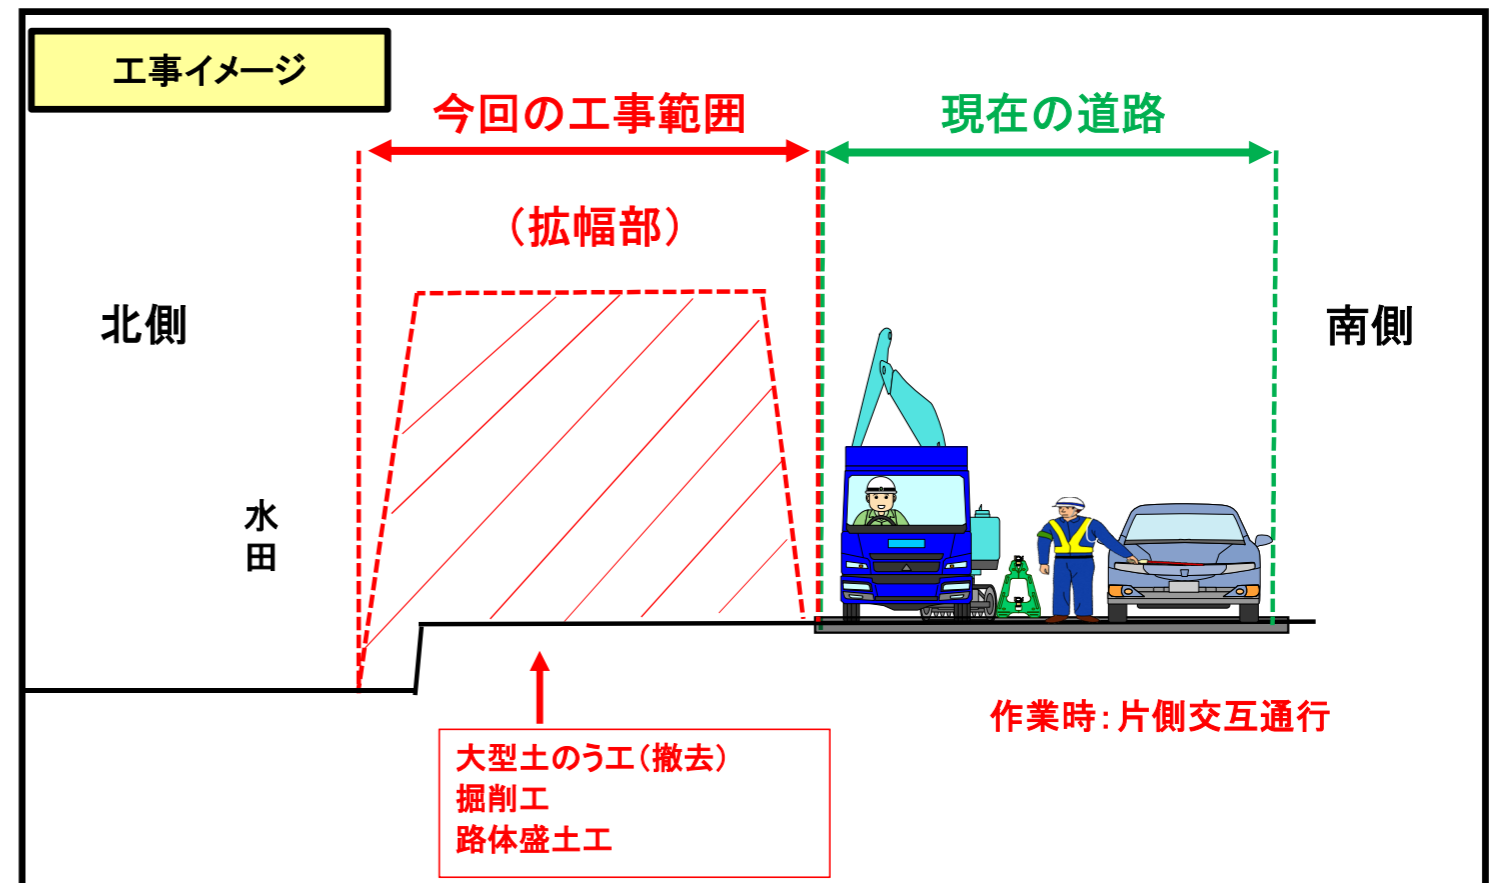 工事イメージ
今回の工事範囲
現在の道路
（拡幅部）
北側
南側
水
田
作業時：片側交互通行
大型土のう工（撤去）
掘削工
路体盛土工